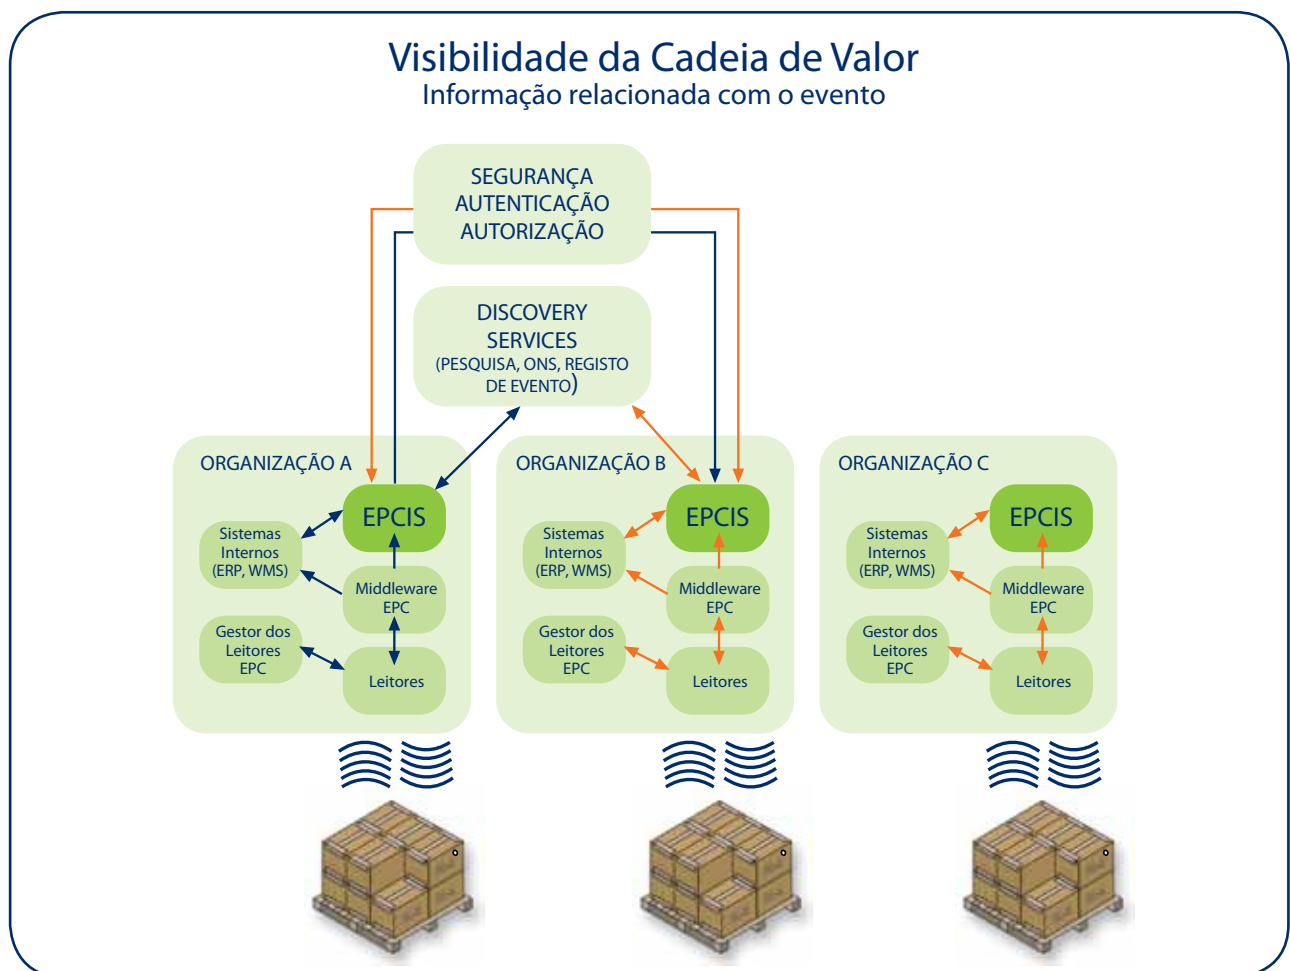 Visibilidade da Cadeia de Valor
Informação relacionada com o evento
SEGURANÇA
AUTENTICAÇÃO
AUTORIZAÇÃO
DISCOVERY
SERVICES
(PESQUISA, ONS, REGISTO
DE EVENTO)
ORGANIZAÇÃO A
EPCIS
Sistemas
Internos
(ERP, WMS)
Middleware
EPC
Gestor dos
Leitores
EPC
Leitores
ORGANIZAÇÃO B
EPCIS
Sistemas
Internos
(ERP, WMS)
Middleware
EPC
Gestor dos
Leitores
EPC
Leitores
ORGANIZAÇÃO C
EPCIS
Sistemas
Internos
(ERP, WMS)
Middleware
EPC
Gestor dos
Leitores
EPC
Leitores